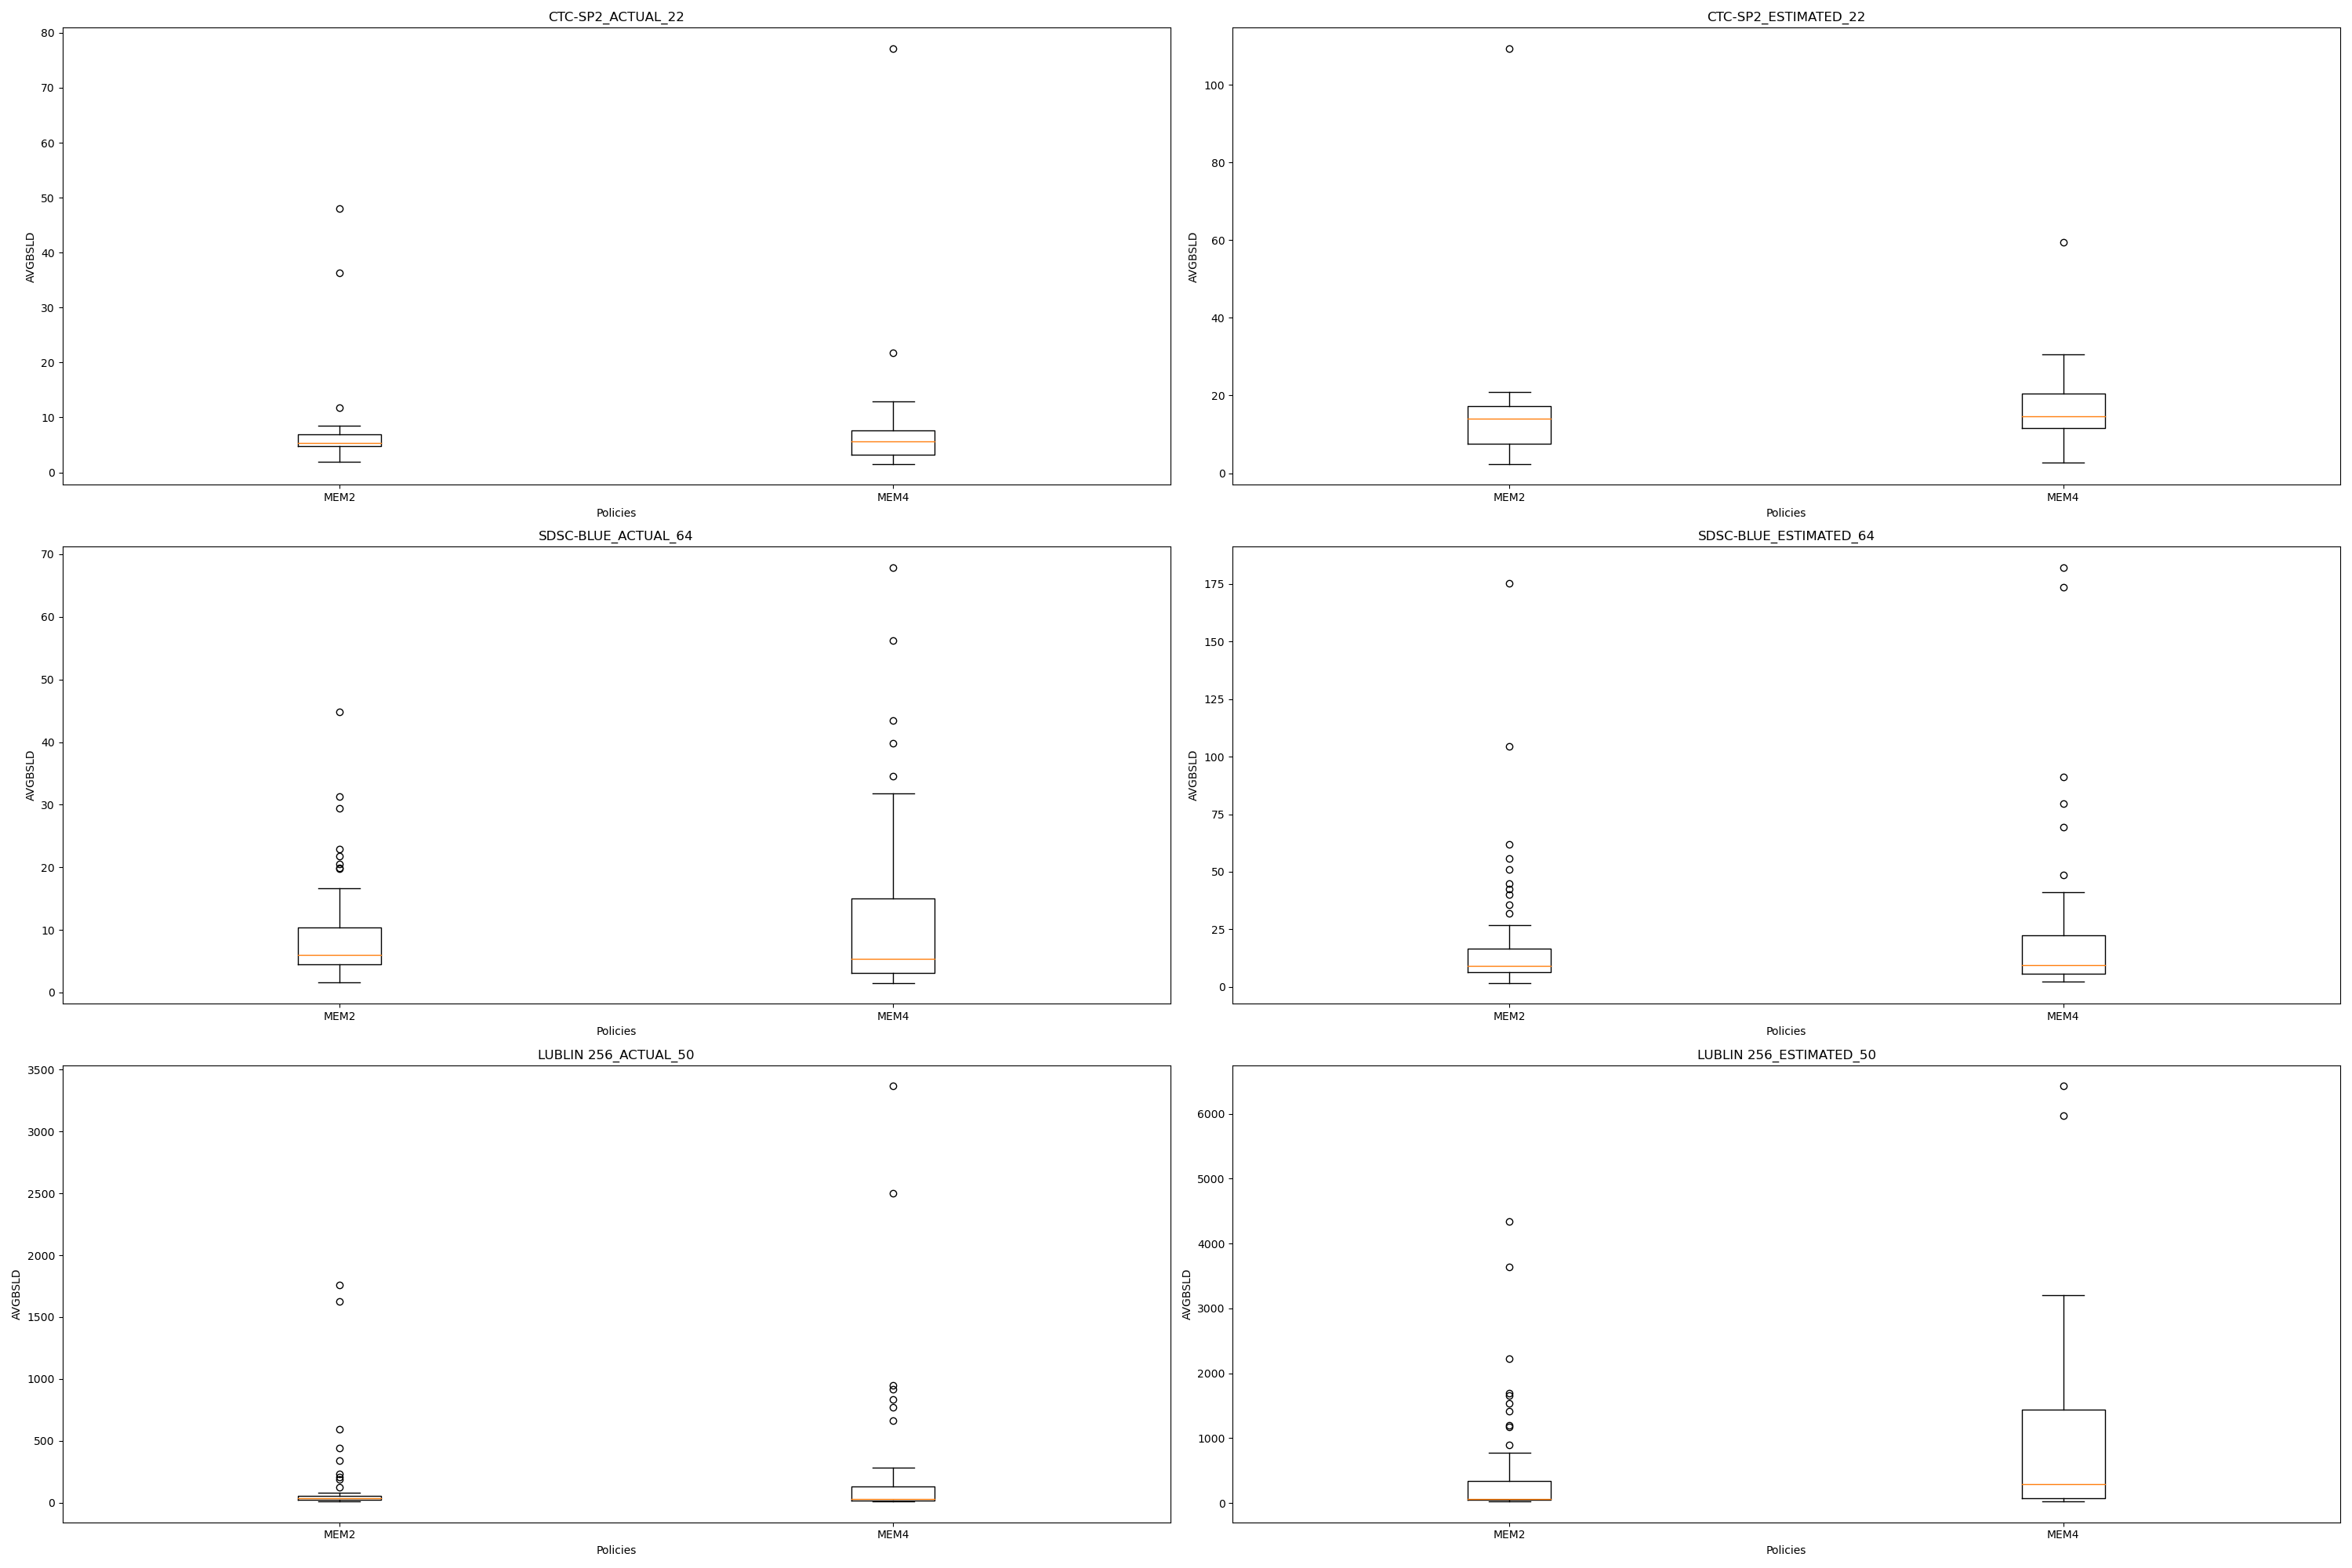 CTC-SP2_ACTUAL_22
80
70
60
50
40
30
20
10
0
AVGBSLD
MEM2
MEM4
Policies
CTC-SP2_ESTIMATED_22
100
80
60
40
20
0
AVGBSLD
MEM2
MEM4
Policies
SDSC-BLUE_ACTUAL_64
70
60
50
40
30
20
10
0
AVGBSLD
MEM2
MEM4
Policies
SDSC-BLUE_ESTIMATED_64
175
150
125
100
75
50
25
0
AVGBSLD
MEM2
MEM4
Policies
LUBLIN 256_ACTUAL_50
3500
3000
2500
2000
1500
1000
500
0
AVGBSLD
MEM2
MEM4
Policies
LUBLIN 256_ESTIMATED_50
6000
5000
4000
3000
2000
1000
0
AVGBSLD
MEM2
MEM4
Policies